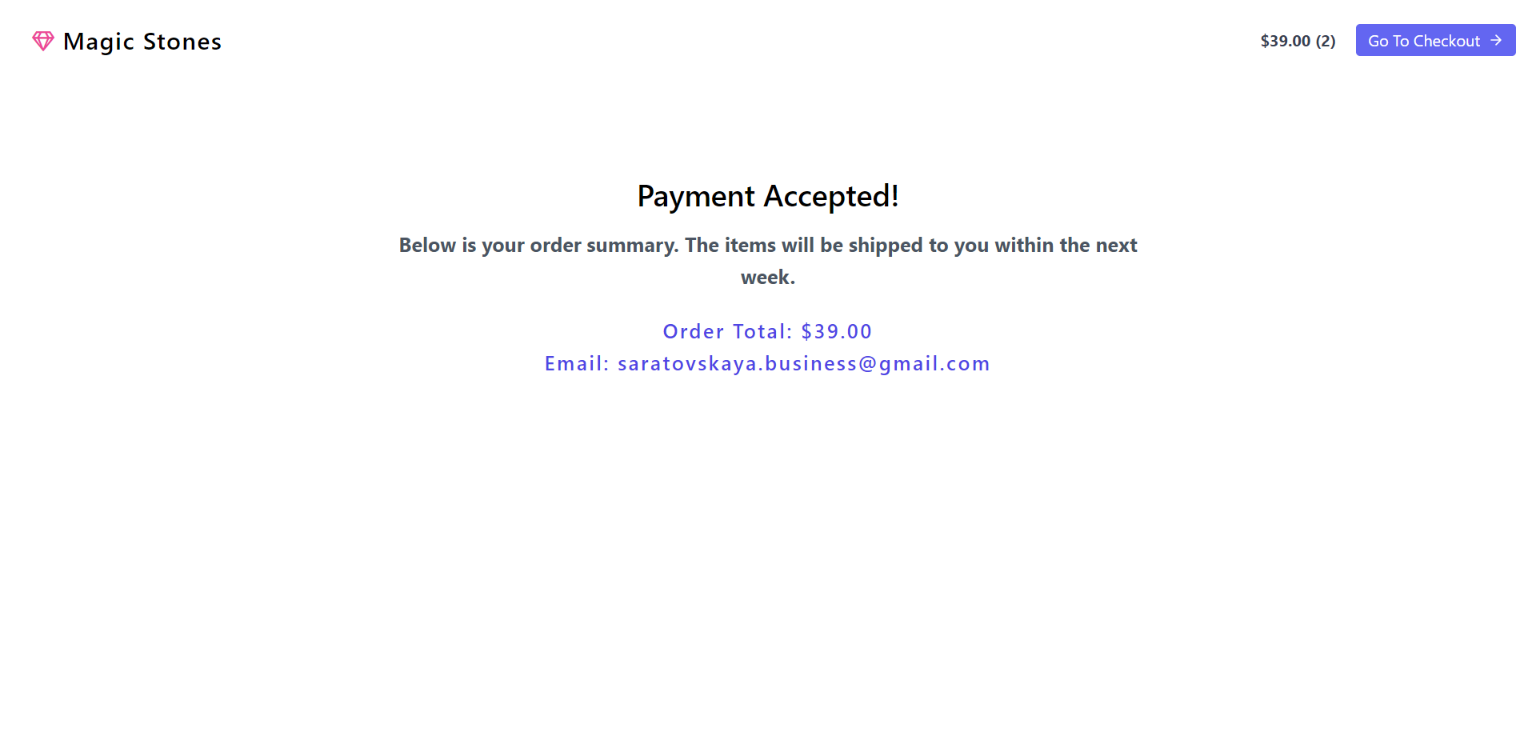 Magic Stones
$39.00 (2)
Go To Checkout →
Payment Accepted!
Below is your order summary. The items will be shipped to you within the next
week.
Order Total: $39.00
Email: saratovskaya.business@gmail.com